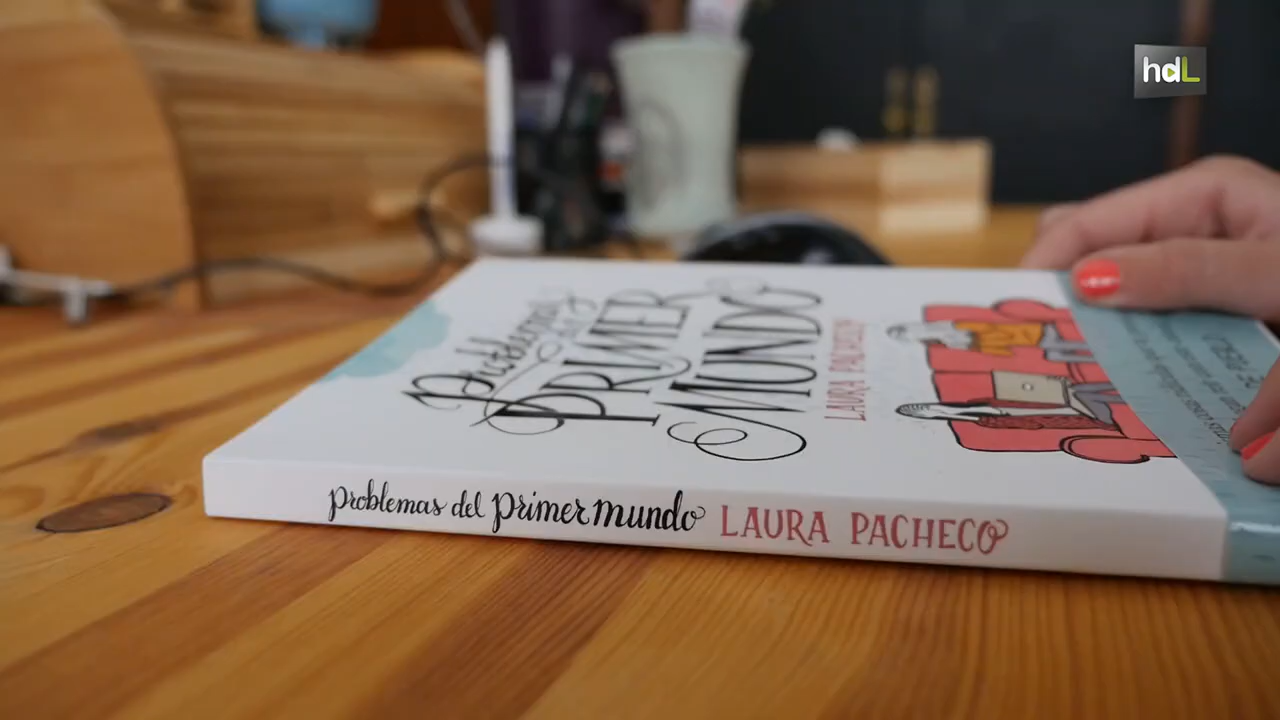 hdL
Problemas
del
PRIMER
MUNDO
LAURA PACHECO
problemas del primer mundo LAURA PACHECO